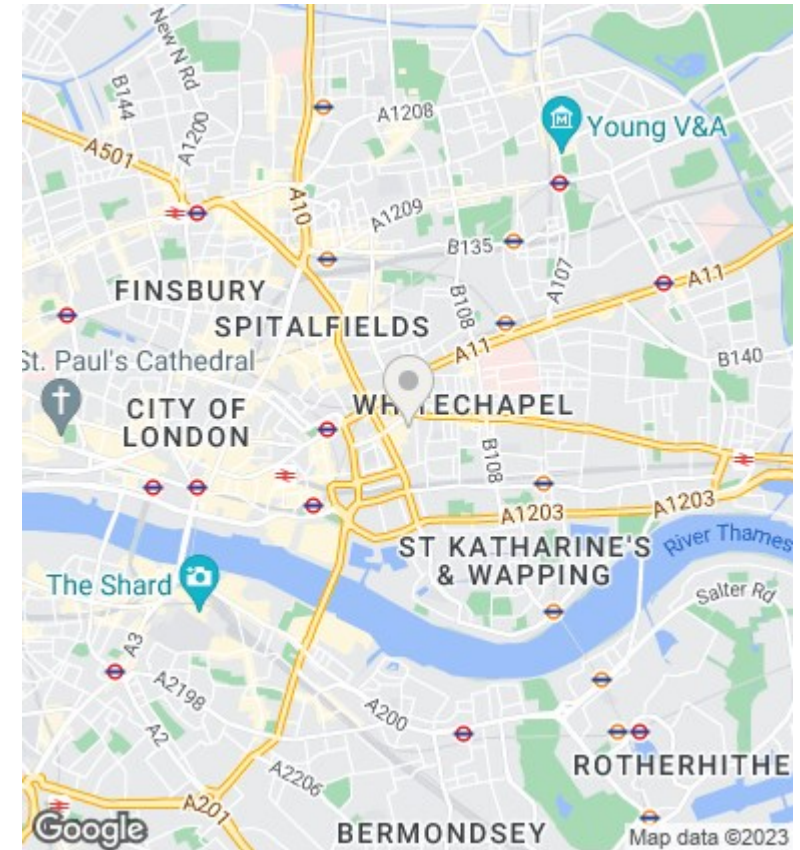 New N Rd
B144
A1200
A1208
A501
Young V&A
A10
A1209
B135
A107
A11
FINSBURY
B108
SPITALFIELDS
A11
St. Paul's Cathedral
B140
CITY OF
LONDON
WHITECHAPEL
B108
A1203
A1203
ST KATHARINE'S
& WAPPING
River Thames
The Shard
Salter Rd
A3
A2198
A2
A200
A2206
ROTHERHITHE
A201
Google
BERMONDSEY
Map data ©2023